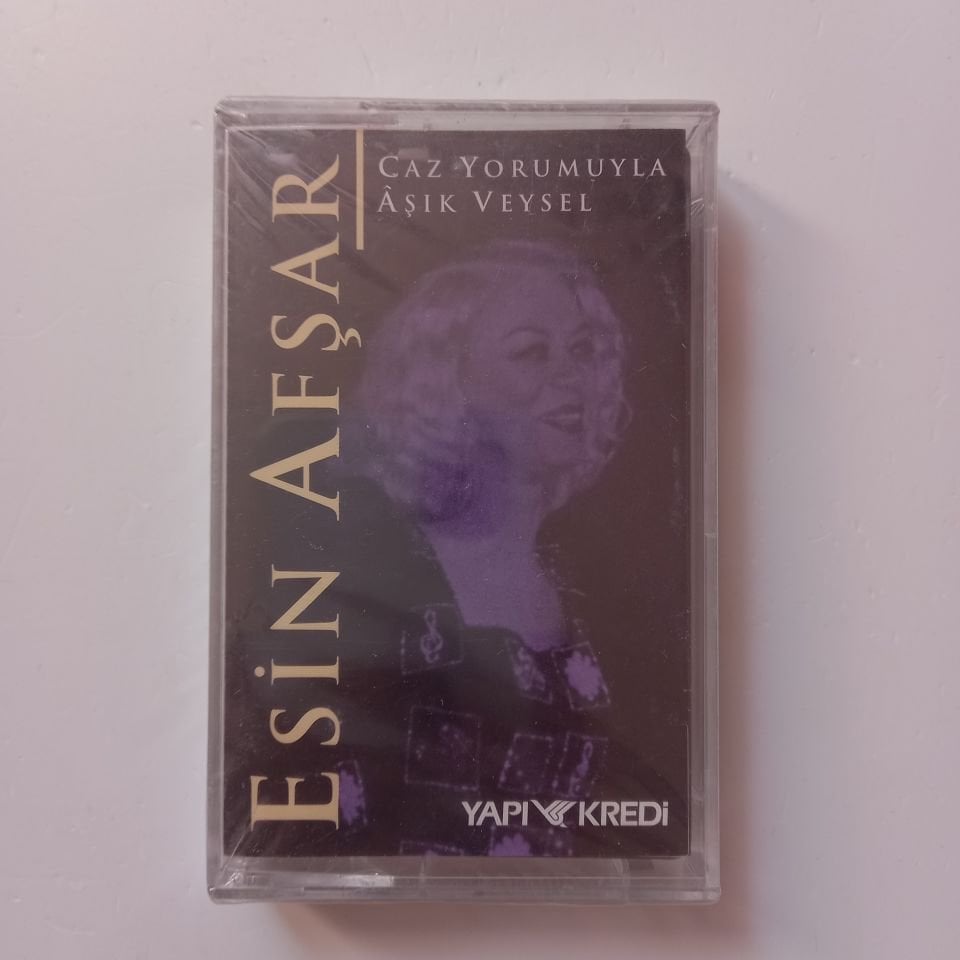 ESİN AFŞAR
CAZ YORUMUYLA
ÂŞIK VEYSEL
YAPI KREDİ